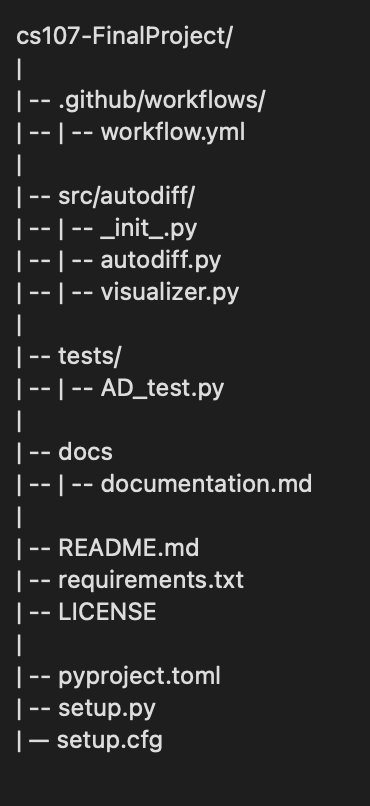 cs107-FinalProject/
|
| -- .github/workflows/
| -- | -- workflow.yml
|
| -- src/autodiff/
| -- | -- _init_.py
| -- | -- autodiff.py
| -- | -- visualizer.py
|
| -- tests/
| -- | -- AD_test.py
|
| -- docs
| -- | -- documentation.md
|
| -- README.md
| -- requirements.txt
| -- LICENSE
|
| -- pyproject.toml
| -- setup.py
| — setup.cfg